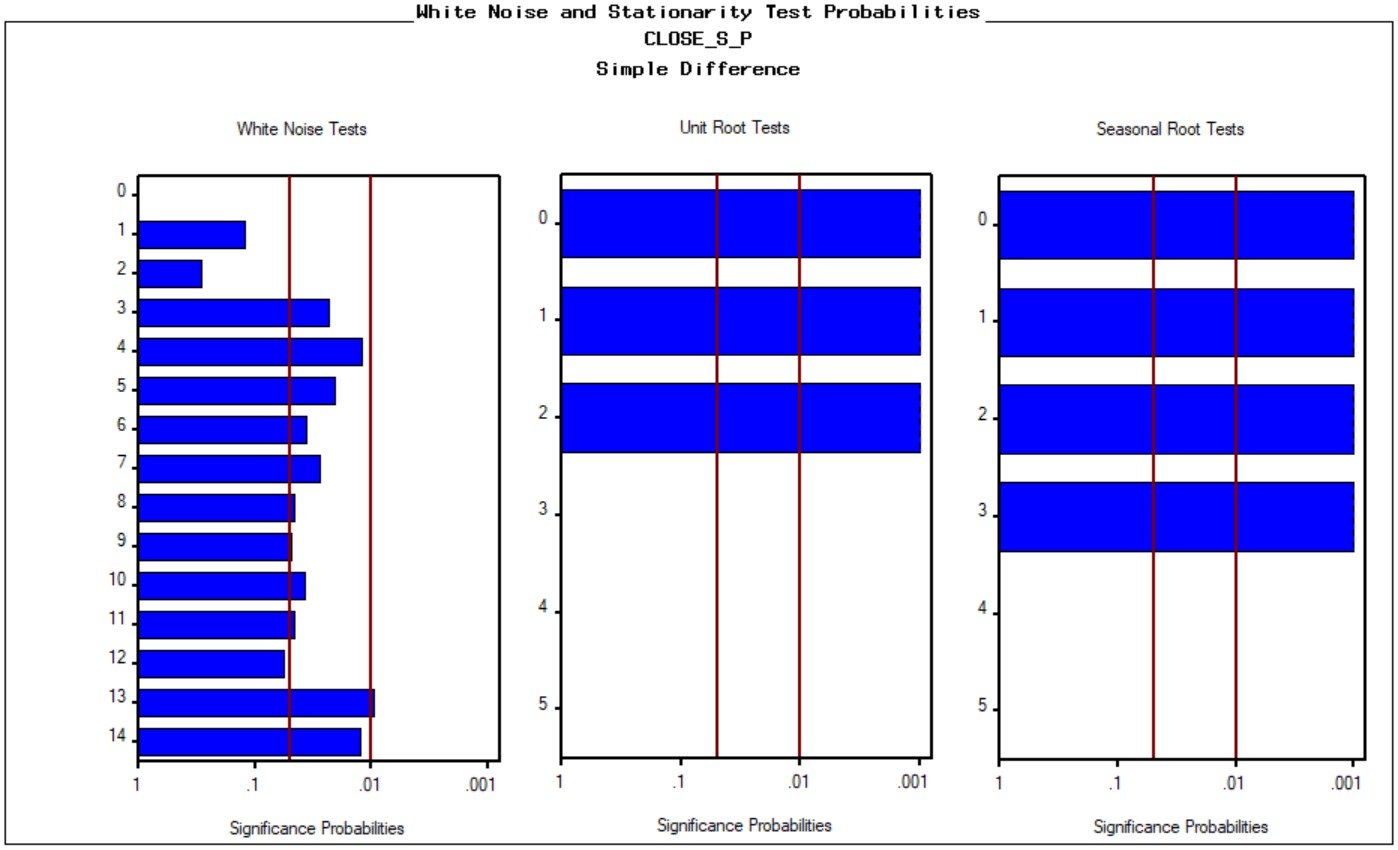 White Noise and Stationarity Test Probabilities
CLOSE_S_P
Simple Difference
White Noise Tests
0
1
2
3
4
5
6
7
8
9
10
11
12
13
14
1 .1 .01 .001
Significance Probabilities
Unit Root Tests
0
1
2
3
4
5
1 .1 .01 .001
Significance Probabilities
Seasonal Root Tests
0
1
2
3
4
5
1 .1 .01 .001
Significance Probabilities